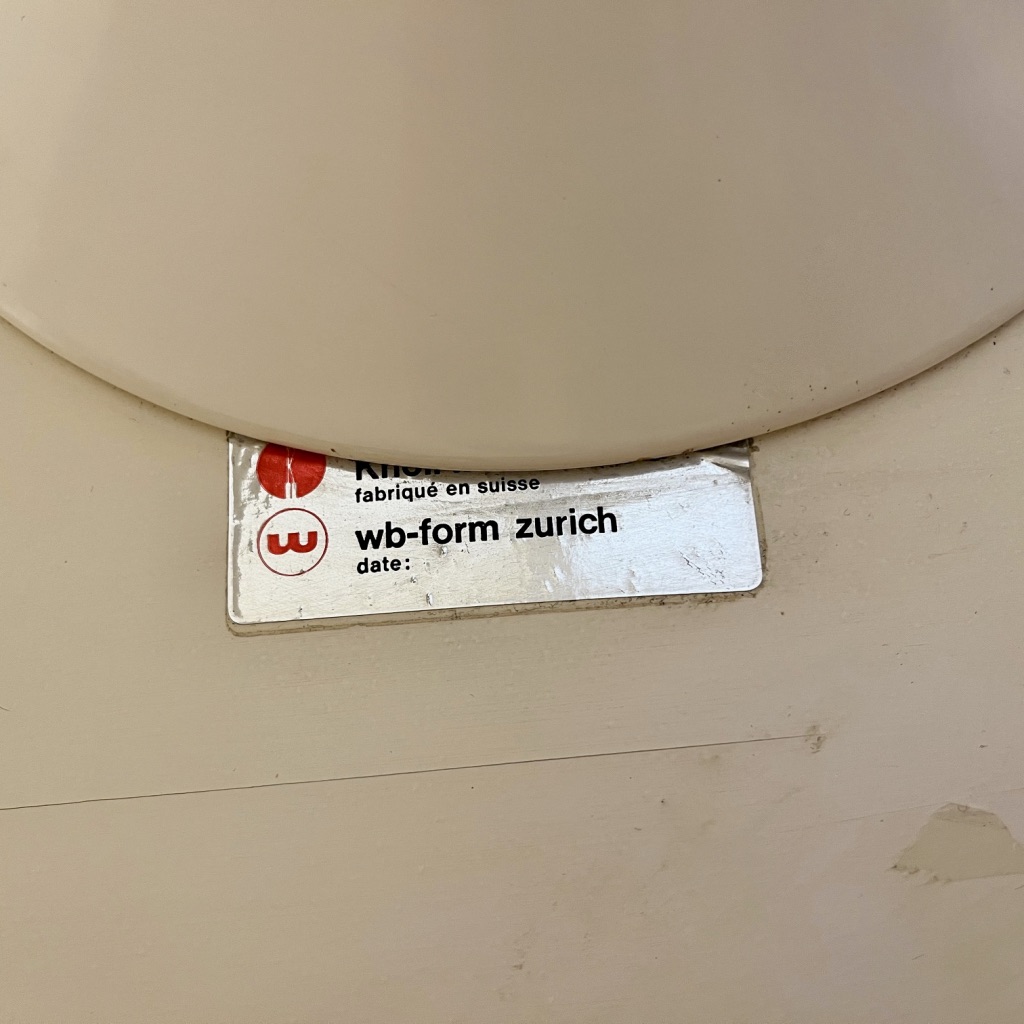 fabriqué en suisse
w
wb-form zurich
date: